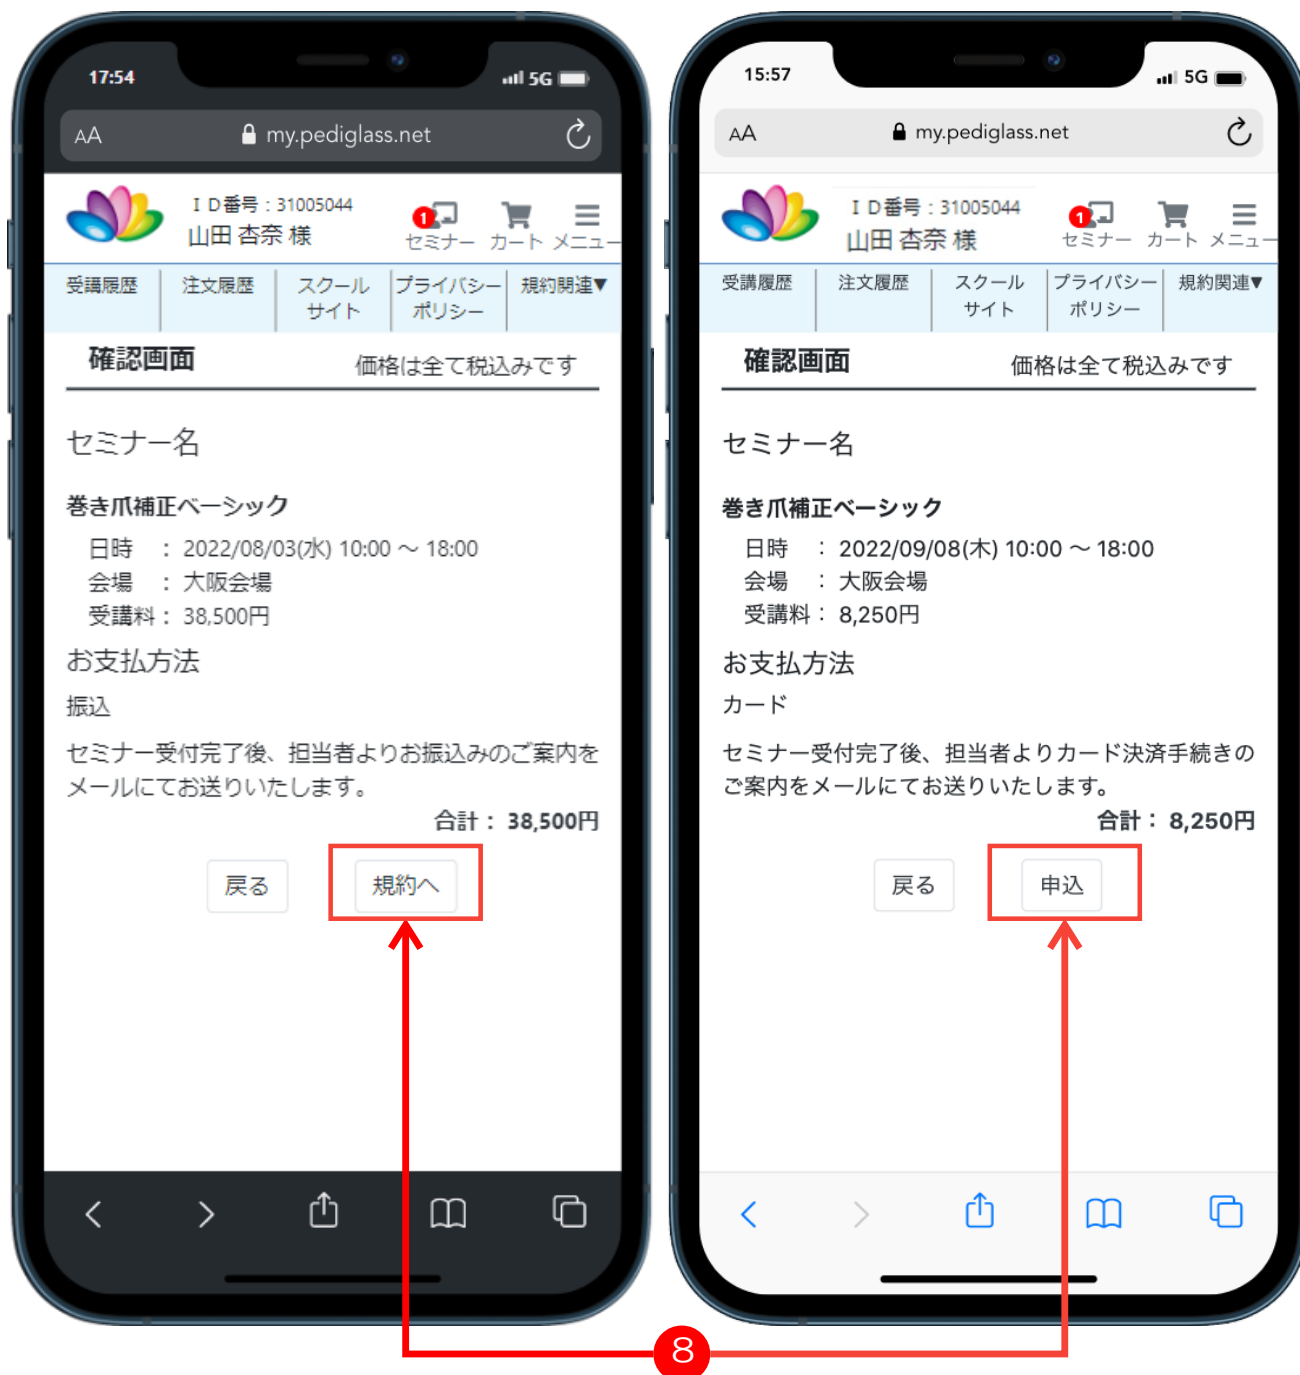 17:54
5G
AA
my.pediglass.net
ＩＤ番号：31005044
山田 杏奈 様
1
セミナー
カート
メニュー
受講履歴
注文履歴
スクール
サイト
プライバシー
ポリシー
規約関連▼
確認画面
価格は全て税込みです
セミナー名
巻き爪補正ベーシック
日時 ： 2022/08/03(水) 10:00 ～ 18:00
会場 ： 大阪会場
受講料： 38,500円
お支払方法
振込
セミナー受付完了後、担当者よりお振込みのご案内を
メールにてお送りいたします。
合計： 38,500円
戻る
規約へ
15:57
5G
AA
my.pediglass.net
ＩＤ番号：31005044
山田 杏奈 様
1
セミナー
カート
メニュー
受講履歴
注文履歴
スクール
サイト
プライバシー
ポリシー
規約関連▼
確認画面
価格は全て税込みです
セミナー名
巻き爪補正ベーシック
日時 ： 2022/09/08(木) 10:00 ～ 18:00
会場 ： 大阪会場
受講料： 8,250円
お支払方法
カード
セミナー受付完了後、担当者よりカード決済手続きの
ご案内をメールにてお送りいたします。
合計： 8,250円
戻る
申込
8